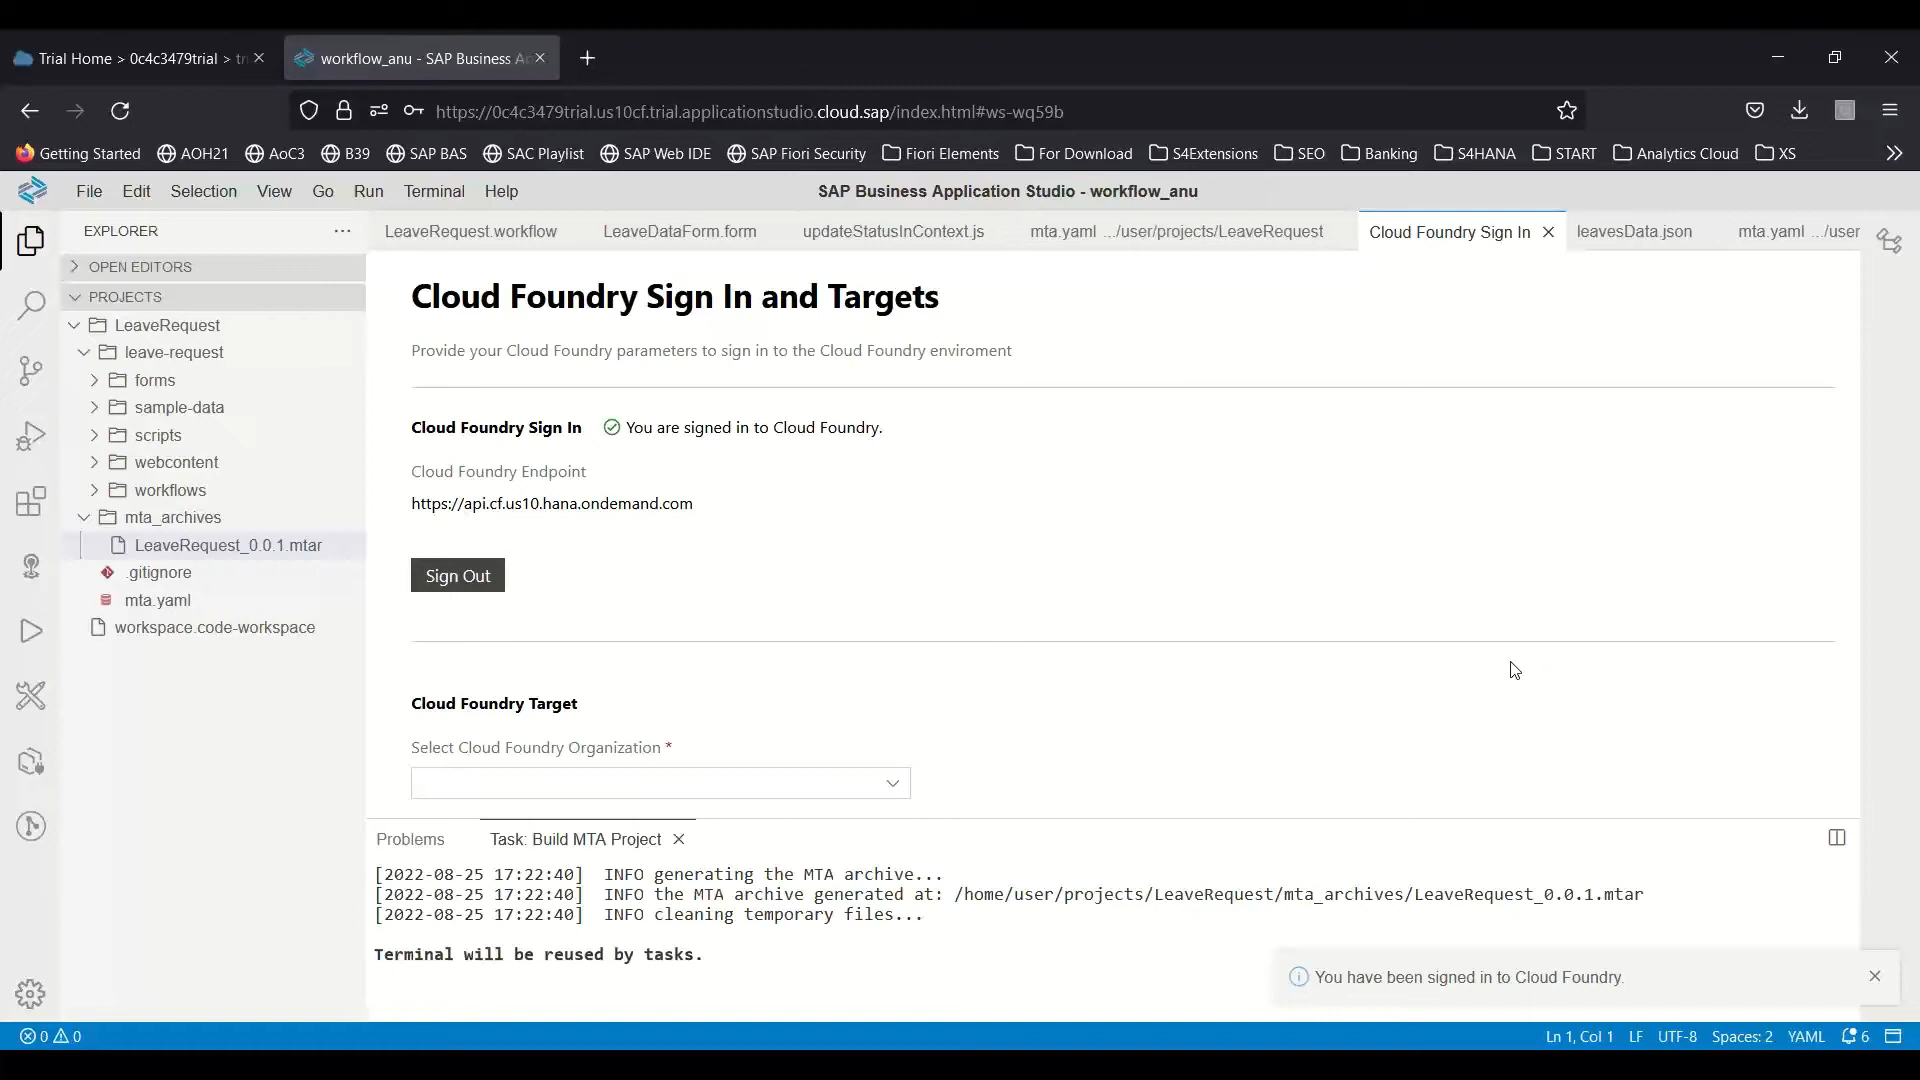 Trial Home > 0c4c3479trial > tr
workflow_anu - SAP Business Ap
https://0c4c3479trial.us10cf.trial.applicationstudio.cloud.sap/index.html#ws-wq59b
Getting Started AOH21 AoC3 B39 SAP BAS SAC Playlist SAP Web IDE SAP Fiori Security Fiori Elements For Download S4Extensions SEO Banking S4HANA START Analytics Cloud XS
File Edit Selection View Go Run Terminal Help SAP Business Application Studio - workflow_anu
EXPLORER
LeaveRequest.workflow LeaveDataForm.form updateStatusInContext.js mta.yaml .../user/projects/LeaveRequest Cloud Foundry Sign In leavesData.json mta.yaml .../user
OPEN EDITORS
PROJECTS
LeaveRequest
leave-request
forms
sample-data
scripts
webcontent
workflows
mta_archives
LeaveRequest_0.0.1.mtar
.gitignore
mta.yaml
workspace.code-workspace
Cloud Foundry Sign In and Targets
Provide your Cloud Foundry parameters to sign in to the Cloud Foundry enviroment
Cloud Foundry Sign In You are signed in to Cloud Foundry.
Cloud Foundry Endpoint
https://api.cf.us10.hana.ondemand.com
Sign Out
Cloud Foundry Target
Select Cloud Foundry Organization *
Problems Task: Build MTA Project
[2022-08-25 17:22:40] INFO generating the MTA archive...
[2022-08-25 17:22:40] INFO the MTA archive generated at: /home/user/projects/LeaveRequest/mta_archives/LeaveRequest_0.0.1.mtar
[2022-08-25 17:22:40] INFO cleaning temporary files...
Terminal will be reused by tasks.
You have been signed in to Cloud Foundry.
0 0 Ln 1, Col 1 LF UTF-8 Spaces: 2 YAML 6